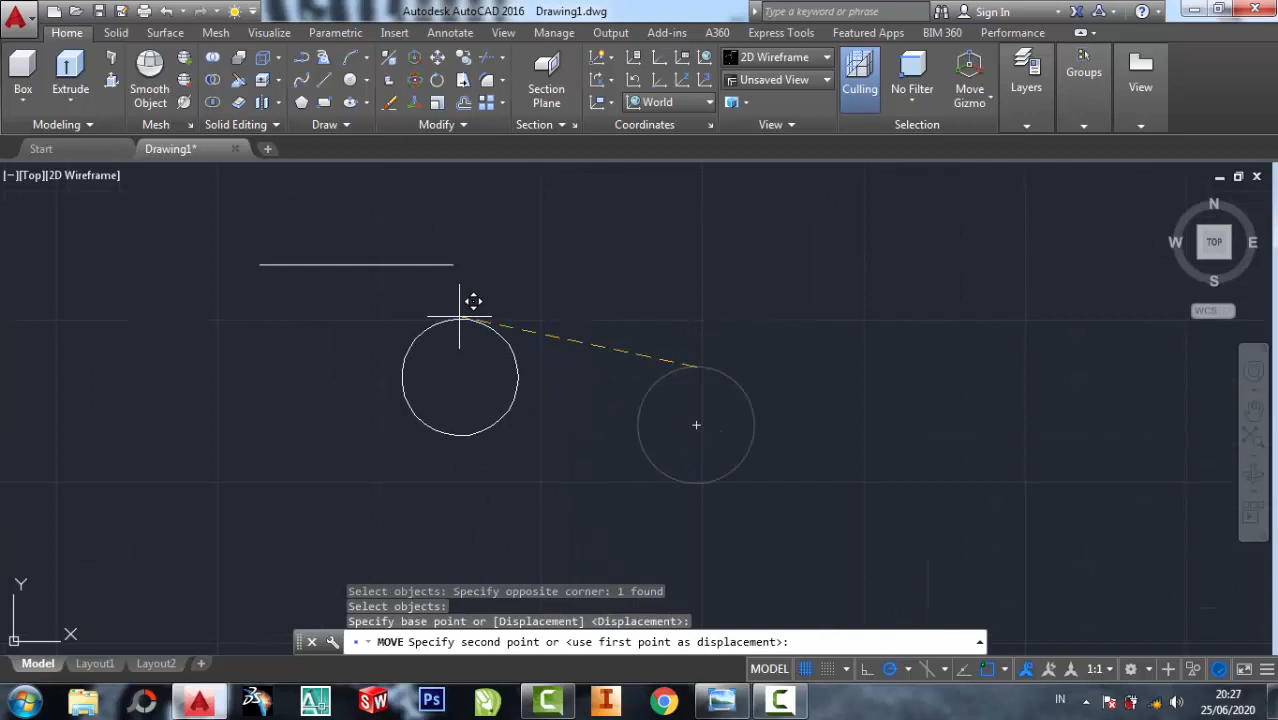 Autodesk AutoCAD 2016 Drawing1.dwg
Type a keyword or phrase
Sign In
Home Solid Surface Mesh Visualize Parametric Insert Annotate View Manage Output Add-ins A360 Express Tools Featured Apps BIM 360 Performance
2D Wireframe
Unsaved View
World
Box
Extrude
Smooth
Object
Section
Plane
Culling
No Filter
Move
Gizmo
Layers
Groups
View
Modeling
Mesh
Solid Editing
Draw
Modify
Section
Coordinates
View
Selection
Start
Drawing1*
[−][Top][2D Wireframe]
N
W
TOP
E
S
WCS
Y
X
Select objects: Specify opposite corner: 1 found
Select objects:
Specify base point or [Displacement] <Displacement>:
MOVE Specify second point or <use first point as displacement>:
Model Layout1 Layout2
MODEL
1:1
SW
Ps
IN
20:27
25/06/2020